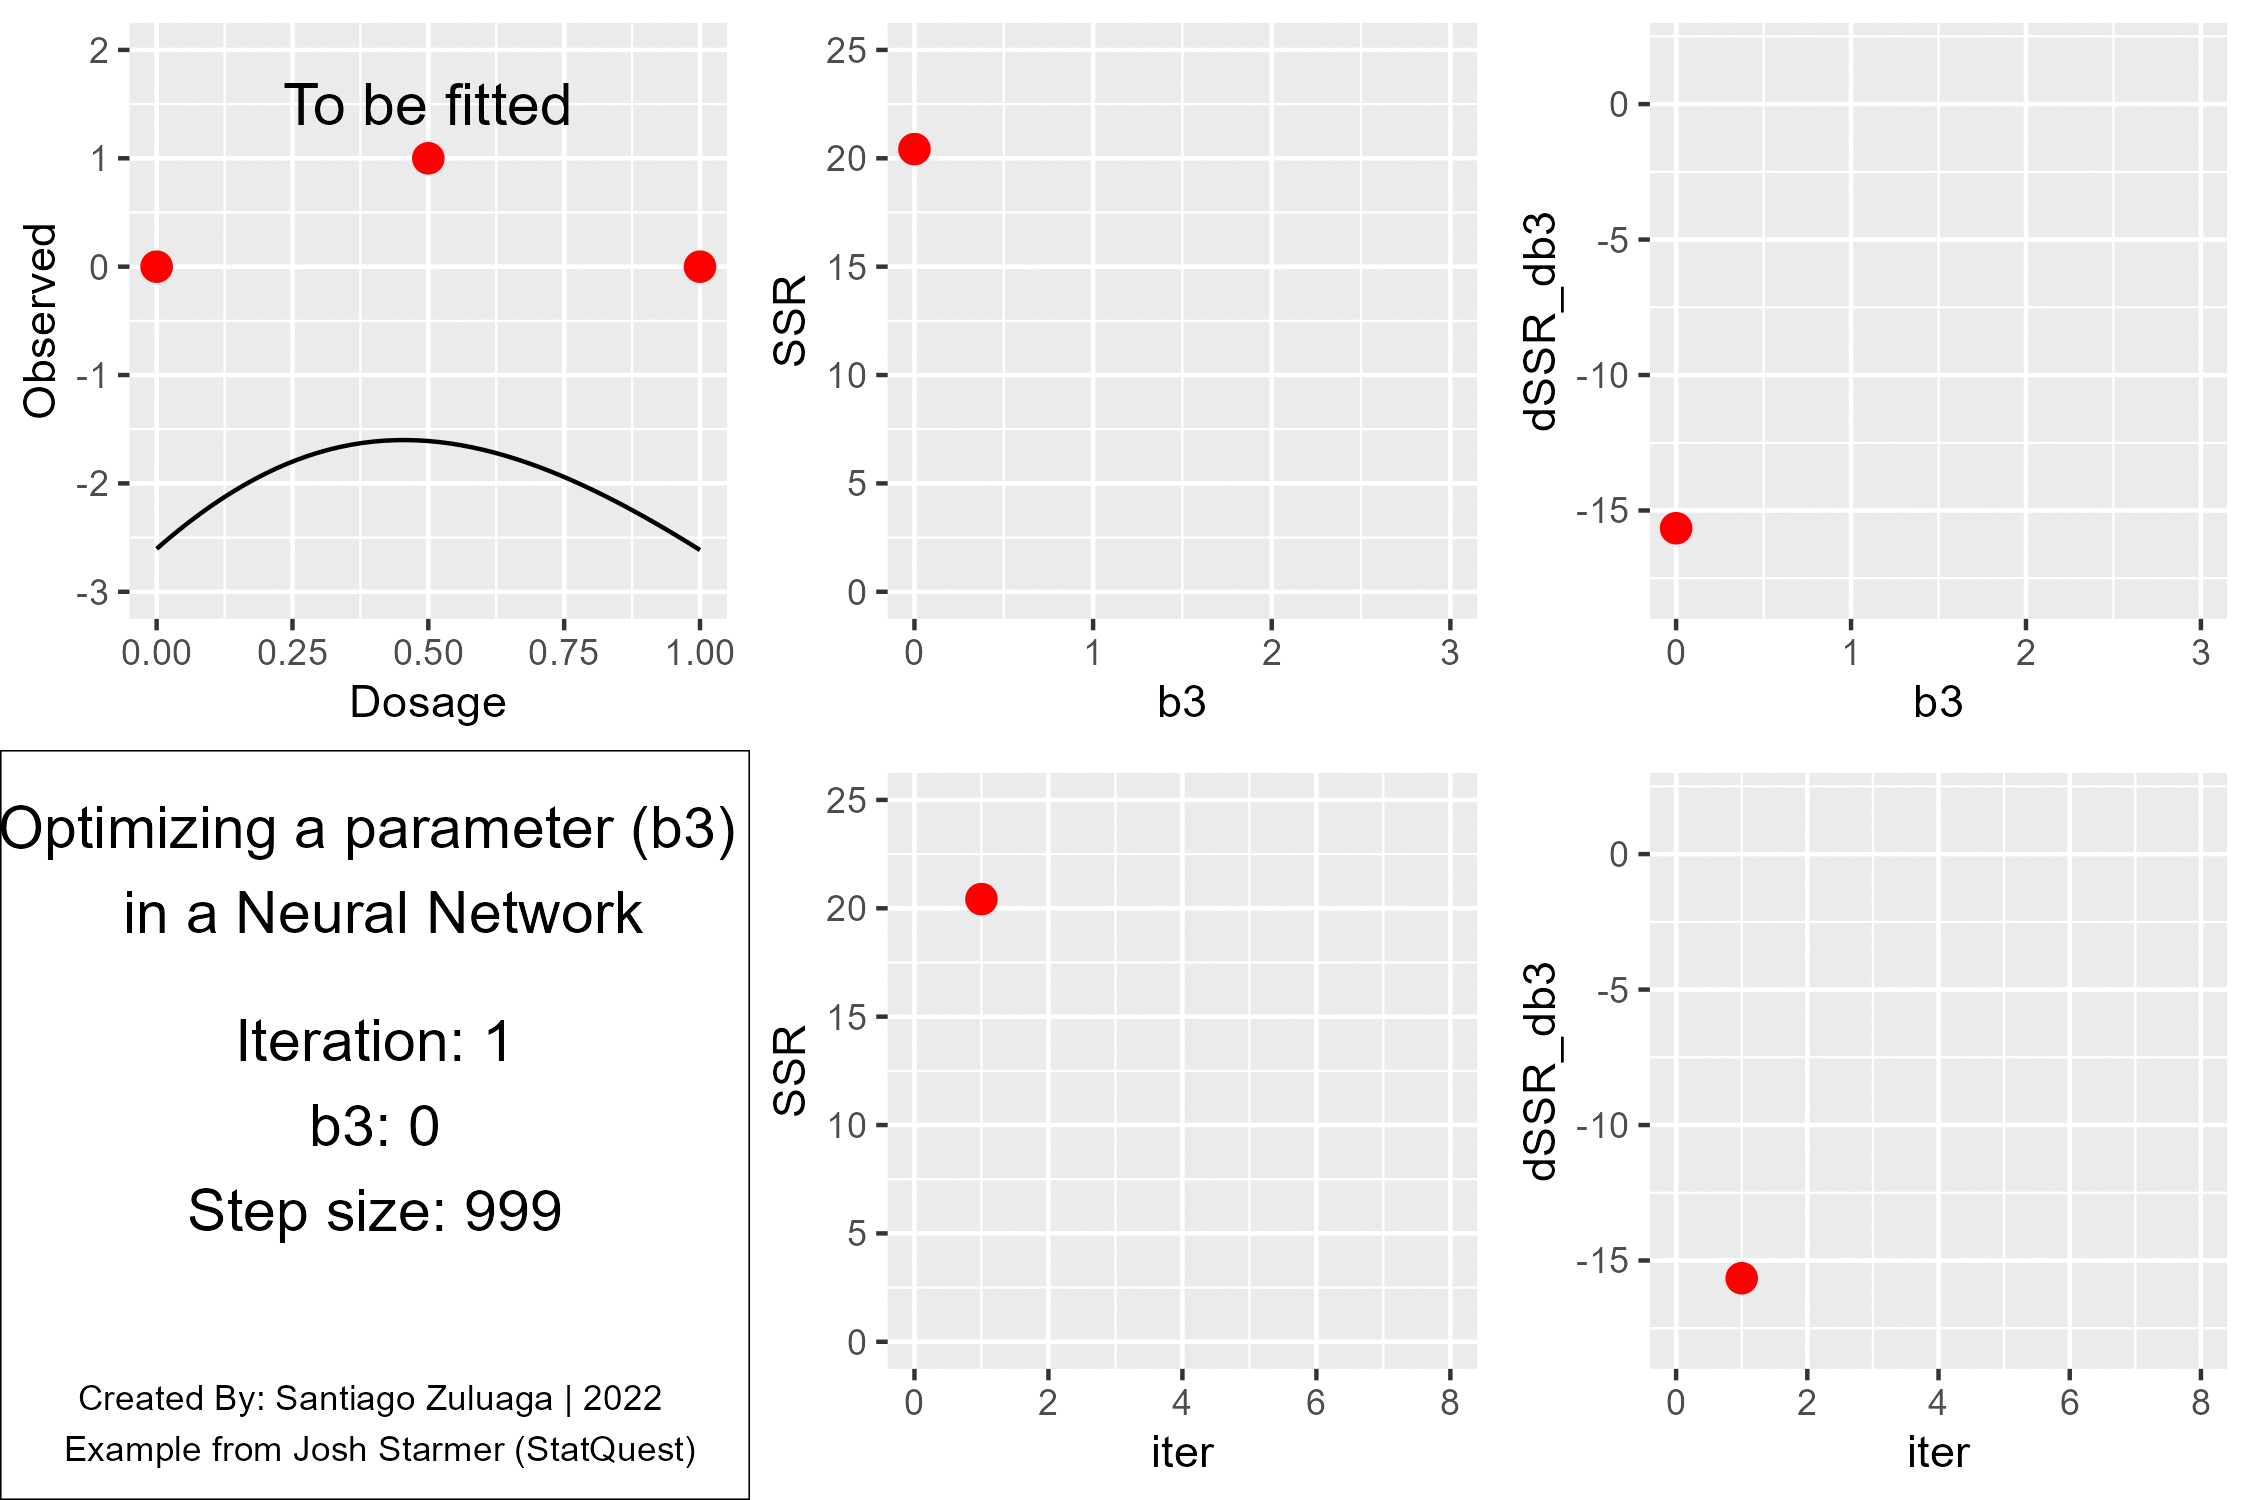 2
1
0
-1
-2
-3
Observed
To be fitted
0.00 0.25 0.50 0.75 1.00
Dosage
25
20
15
10
5
0
SSR
0 1 2 3
b3
0
-5
-10
-15
dSSR_db3
0 1 2 3
b3
Optimizing a parameter (b3)
in a Neural Network
Iteration: 1
b3: 0
Step size: 999
Created By: Santiago Zuluaga | 2022
Example from Josh Starmer (StatQuest)
25
20
15
10
5
0
SSR
0 2 4 6 8
iter
0
-5
-10
-15
dSSR_db3
0 2 4 6 8
iter